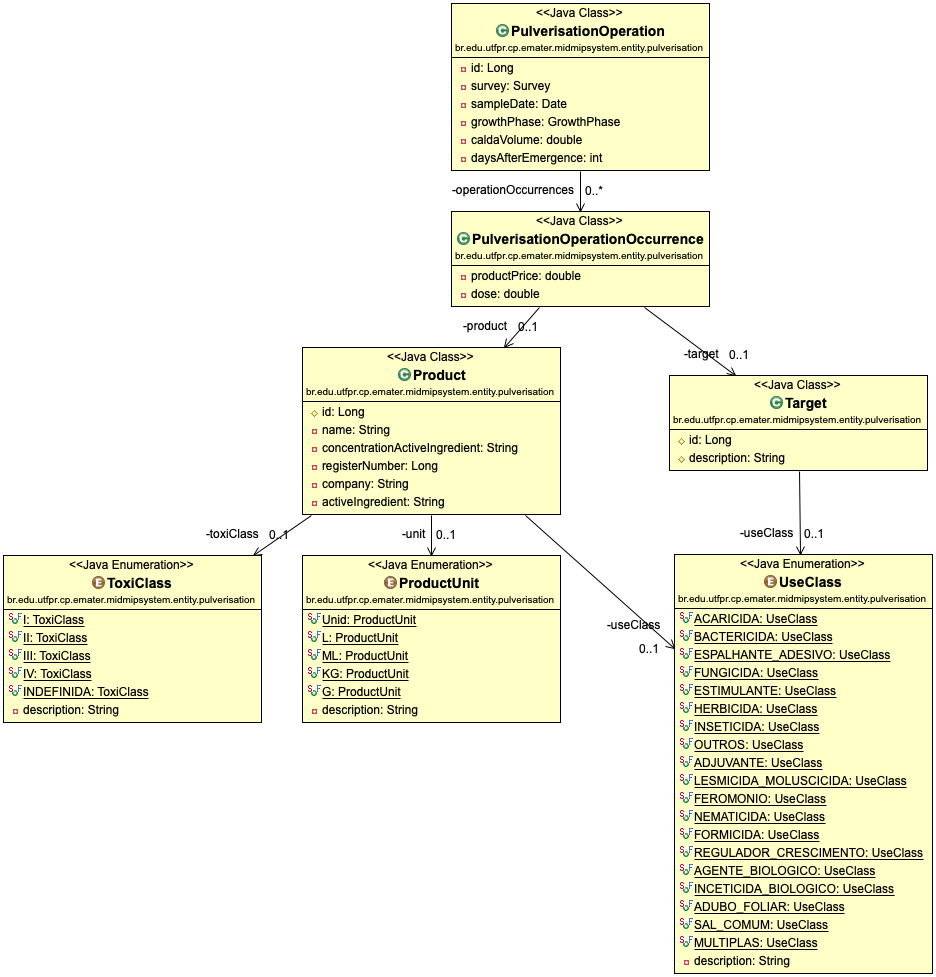 <<Java Class>>
PulverisationOperation
br.edu.utfpr.cp.emater.midmipsystem.entity.pulverisation
id: Long
survey: Survey
sampleDate: Date
growthPhase: GrowthPhase
caldaVolume: double
daysAfterEmergence: int
-operationOccurrences 0..*
<<Java Class>>
PulverisationOperationOccurrence
br.edu.utfpr.cp.emater.midmipsystem.entity.pulverisation
productPrice: double
dose: double
-product 0..1
-target 0..1
<<Java Class>>
Product
br.edu.utfpr.cp.emater.midmipsystem.entity.pulverisation
id: Long
name: String
concentrationActiveIngredient: String
registerNumber: Long
company: String
activeIngredient: String
<<Java Class>>
Target
br.edu.utfpr.cp.emater.midmipsystem.entity.pulverisation
id: Long
description: String
-toxiClass 0..1
-unit 0..1
-useClass 0..1
-useClass
0..1
<<Java Enumeration>>
ToxiClass
br.edu.utfpr.cp.emater.midmipsystem.entity.pulverisation
I: ToxiClass
II: ToxiClass
III: ToxiClass
IV: ToxiClass
INDEFINIDA: ToxiClass
description: String
<<Java Enumeration>>
ProductUnit
br.edu.utfpr.cp.emater.midmipsystem.entity.pulverisation
Unid: ProductUnit
L: ProductUnit
ML: ProductUnit
KG: ProductUnit
G: ProductUnit
description: String
<<Java Enumeration>>
UseClass
br.edu.utfpr.cp.emater.midmipsystem.entity.pulverisation
ACARICIDA: UseClass
BACTERICIDA: UseClass
ESPALHANTE_ADESIVO: UseClass
FUNGICIDA: UseClass
ESTIMULANTE: UseClass
HERBICIDA: UseClass
INSETICIDA: UseClass
OUTROS: UseClass
ADJUVANTE: UseClass
LESMICIDA_MOLUSCICIDA: UseClass
FEROMONIO: UseClass
NEMATICIDA: UseClass
FORMICIDA: UseClass
REGULADOR_CRESCIMENTO: UseClass
AGENTE_BIOLOGICO: UseClass
INCETICIDA_BIOLOGICO: UseClass
ADUBO_FOLIAR: UseClass
SAL_COMUM: UseClass
MULTIPLAS: UseClass
description: String